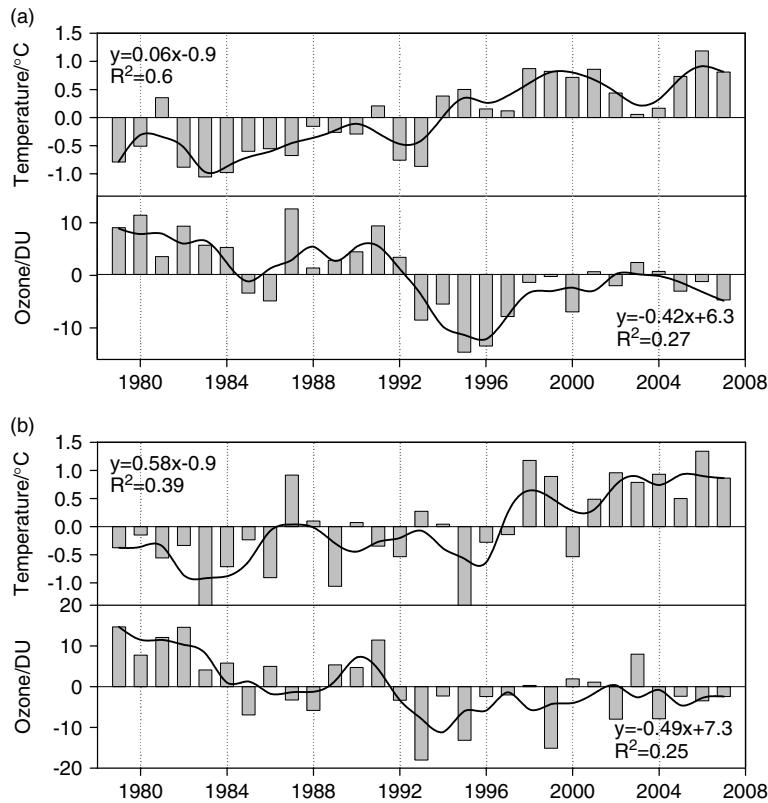 (a)
1.5
1.0
0.5
0.0
-0.5
-1.0
Temperature/°C
y=0.06x-0.9
R²=0.6
10
0
-10
Ozone/DU
y=-0.42x+6.3
R²=0.27
1980 1984 1988 1992 1996 2000 2004 2008
(b)
1.5
1.0
0.5
0.0
-0.5
-1.0
Temperature/°C
y=0.58x-0.9
R²=0.39
20
10
0
-10
-20
Ozone/DU
y=-0.49x+7.3
R²=0.25
1980 1984 1988 1992 1996 2000 2004 2008